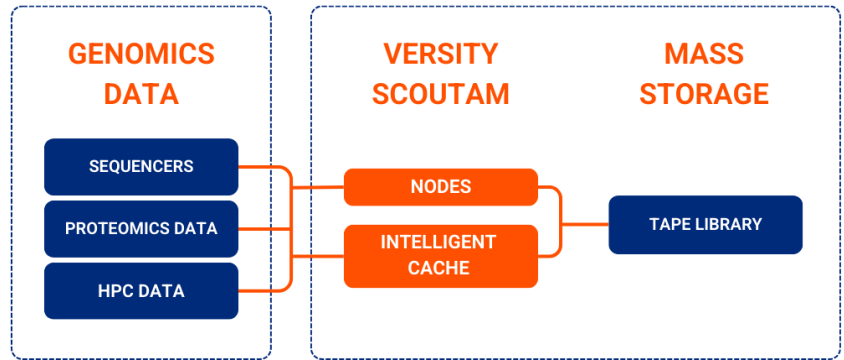 GENOMICS
DATA
SEQUENCERS
PROTEOMICS DATA
HPC DATA
VERSITY
SCOUTAM
NODES
INTELLIGENT
CACHE
MASS
STORAGE
TAPE LIBRARY